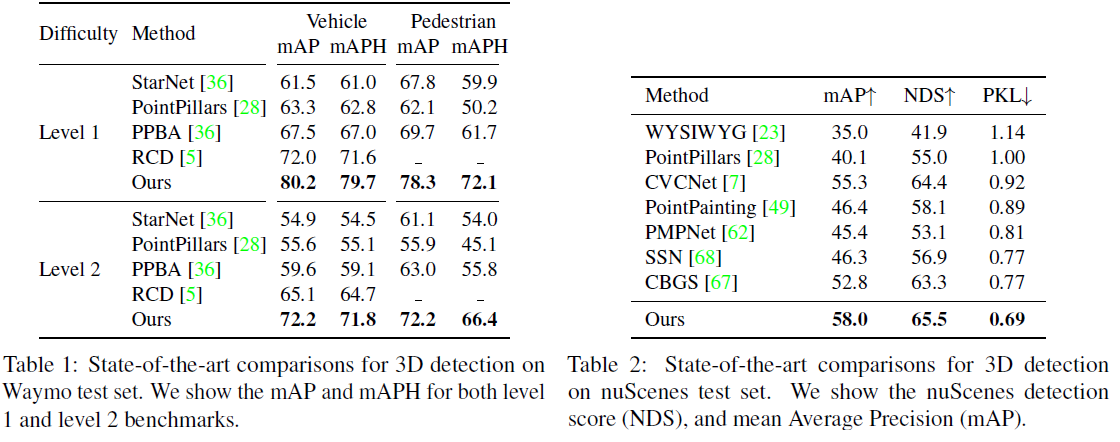 Difficulty Method Vehicle Pedestrian
mAP mAPH mAP mAPH
StarNet [36] 61.5 61.0 67.8 59.9
PointPillars [28] 63.3 62.8 62.1 50.2
Level 1 PPBA [36] 67.5 67.0 69.7 61.7
RCD [5] 72.0 71.6 – –
Ours 80.2 79.7 78.3 72.1
StarNet [36] 54.9 54.5 61.1 54.0
PointPillars [28] 55.6 55.1 55.9 45.1
Level 2 PPBA [36] 59.6 59.1 63.0 55.8
RCD [5] 65.1 64.7 – –
Ours 72.2 71.8 72.2 66.4
Table 1: State-of-the-art comparisons for 3D detection on
Waymo test set. We show the mAP and mAPH for both level
1 and level 2 benchmarks.
Method mAP↑ NDS↑ PKL↓
WYSIWYG [23] 35.0 41.9 1.14
PointPillars [28] 40.1 55.0 1.00
CVCNet [7] 55.3 64.4 0.92
PointPainting [49] 46.4 58.1 0.89
PMPNet [62] 45.4 53.1 0.81
SSN [68] 46.3 56.9 0.77
CBGS [67] 52.8 63.3 0.77
Ours 58.0 65.5 0.69
Table 2: State-of-the-art comparisons for 3D detection
on nuScenes test set. We show the nuScenes detection
score (NDS), and mean Average Precision (mAP).